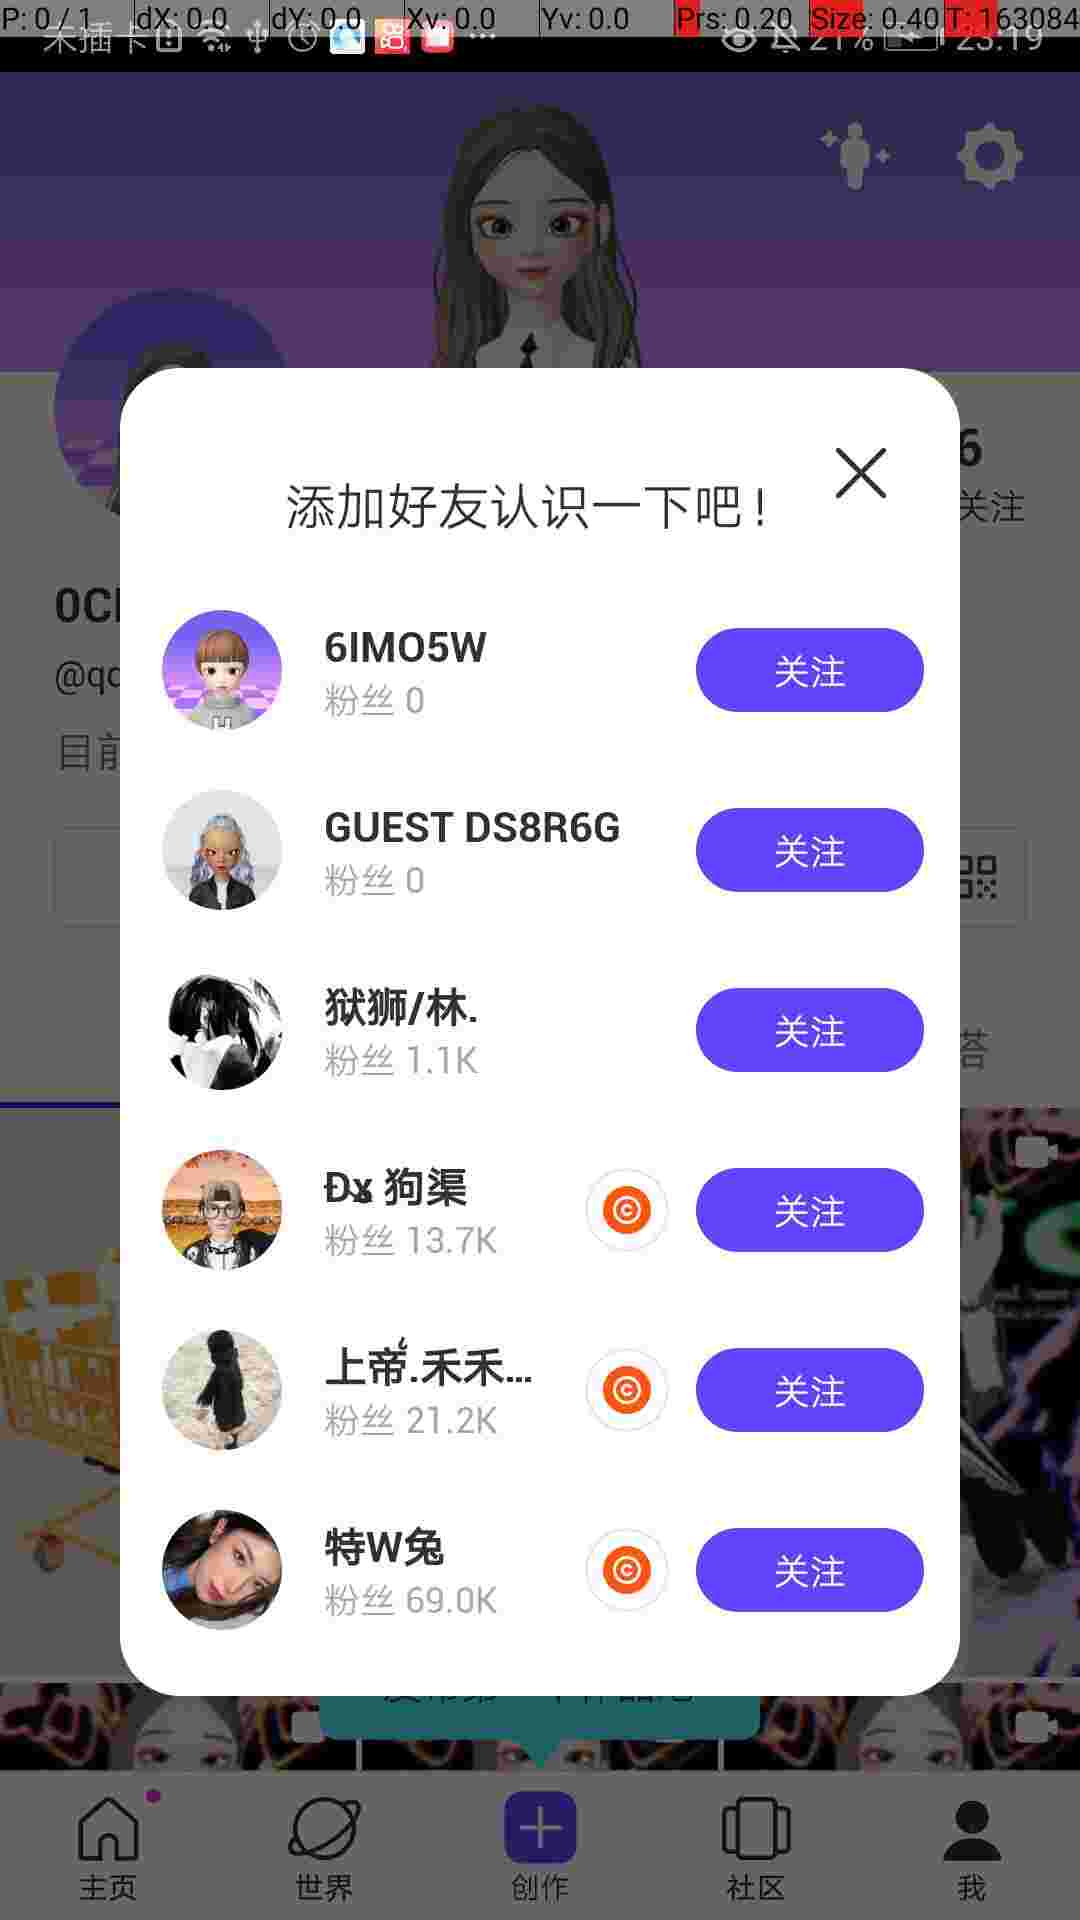 P: 0 / 1 dX: 0.0 dY: 0.0 Xv: 0.0 Yv: 0.0 Prs: 0.20 Size: 0.40 T: 163084
未插卡 21% 23:19
6
关注
添加好友认识一下吧！
6IMO5W
粉丝 0
关注
GUEST DS8R6G
粉丝 0
关注
狱狮/林.
粉丝 1.1K
关注
狗渠
粉丝 13.7K
关注
上帝.禾禾...
粉丝 21.2K
关注
特W兔
粉丝 69.0K
关注
目前
答
主页 世界 创作 社区 我